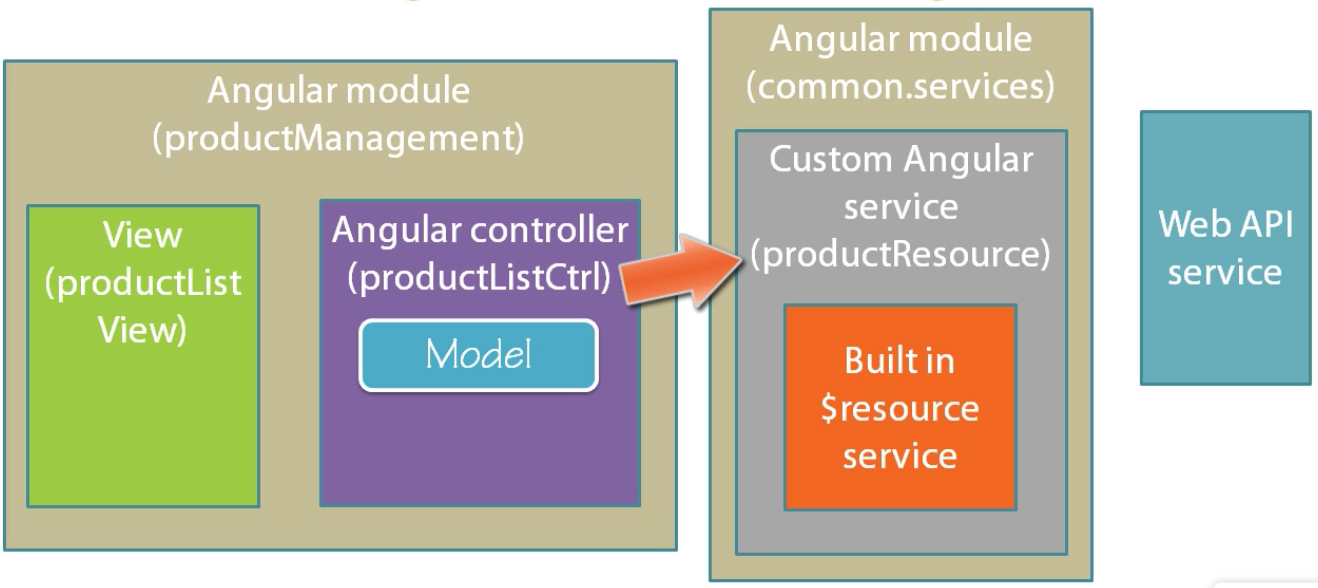 Angular module
(productManagement)
View
(productList
View)
Angular controller
(productListCtrl)
Model
Angular module
(common.services)
Custom Angular
service
(productResource)
Built in
$resource
service
Web API
service